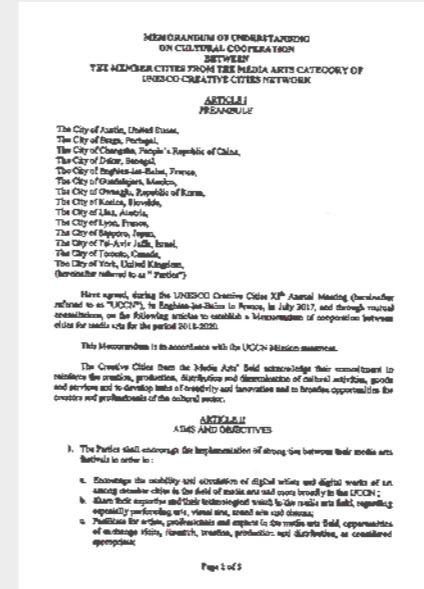 MEMORANDUM OF UNDERSTANDING
ON CULTURAL COOPERATION
BETWEEN
THE MEMBER CITIES FROM THE MEDIA ARTS CATEGORY OF
UNESCO CREATIVE CITIES NETWORK
ARTICLE I
PREAMBULE
The City of Austin, United States,
The City of Braga, Portugal,
The City of Changsha, People's Republic of China,
The City of Dakar, Senegal,
The City of Enghien-les-Bains, France,
The City of Guadalajara, Mexico,
The City of Gwangju, Republic of Korea,
The City of Košice, Slovakia,
The City of Linz, Austria,
The City of Lyon, France,
The City of Sapporo, Japan,
The City of Tel-Aviv Jaffa, Israel,
The City of Toronto, Canada,
The City of York, United Kingdom,
(hereinafter referred to as "Parties")
Have agreed, during the UNESCO Creative Cities XIth Annual Meeting (hereinafter
referred to as "UCCN"), in Enghien-les-Bains in France, in July 2017, and through mutual
consultations, on the following articles to establish a Memorandum of cooperation between
cities for media arts for the period 2018-2020.
This Memorandum is in accordance with the UCCN Mission statement.
The Creative Cities from the Media Arts' field acknowledge their commitment to
reinforce the creation, production, distribution and dissemination of cultural activities, goods
and services and to develop hubs of creativity and innovation and to broaden opportunities for
creators and professionals of the cultural sector.
ARTICLE II
AIMS AND OBJECTIVES
1. The Parties shall encourage the implementation of strong ties between their media arts
festivals in order to :
a. Encourage the mobility and circulation of digital artists and digital works of art
among member cities in the field of media arts and more broadly in the UCCN ;
b. Share their expertise and their technological watch in the media arts field, regarding
especially performing arts, visual arts, sound arts and cinema;
c. Facilitate for artists, professionals and experts in the media arts field, opportunities
of exchange visits, research, creation, production and distribution, as considered
appropriate;
Page 1 of 5